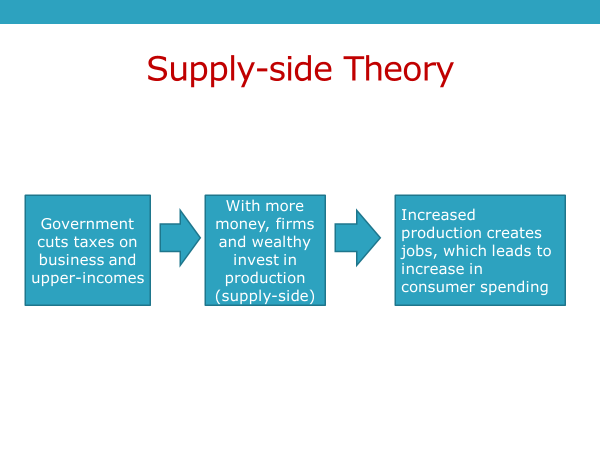 Supply-side Theory
Government
cuts taxes on
business and
upper-incomes
With more
money, firms
and wealthy
invest in
production
(supply-side)
Increased
production creates
jobs, which leads to
increase in
consumer spending